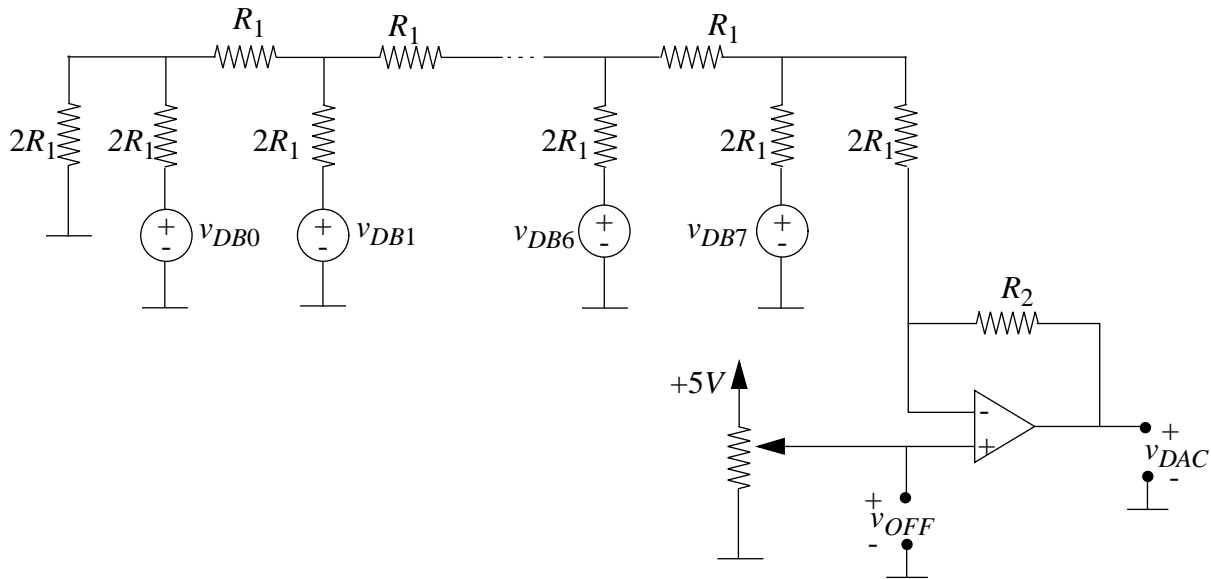 R1 R1 R1
2R1 2R1 2R1 2R1 2R1 2R1
+ - vDB0 + - vDB1 vDB6 + - vDB7 + -
R2
+5V
-
+
+ vDAC -
+ vOFF -